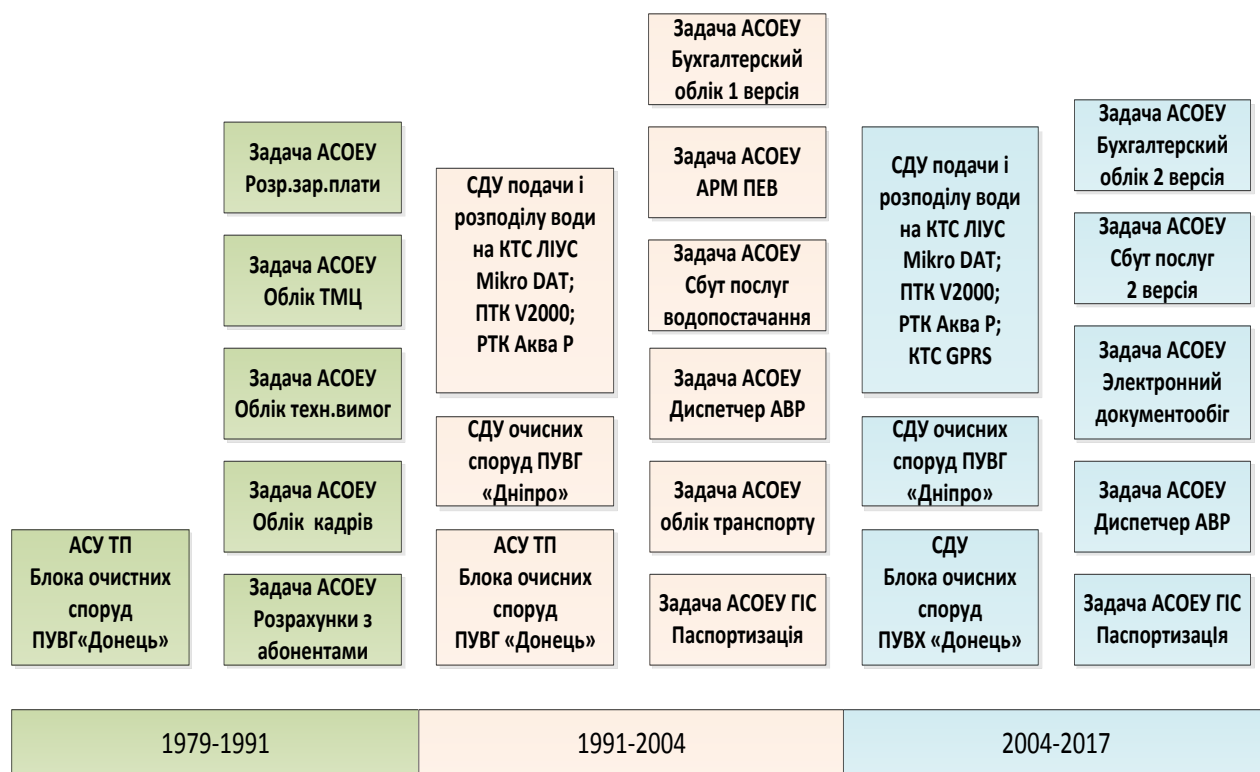 Задача АСОЕУ
Розр.зар.плати
Задача АСОЕУ
Облік ТМЦ
Задача АСОЕУ
Облік техн.вимог
Задача АСОЕУ
Облік кадрів
АСУ ТП
Блока очистних
споруд
ПУВГ«Донець»
Задача АСОЕУ
Розрахунки з
абонентами
СДУ подачи і
розподілу води
на КТС ЛІУС
Mikro DAT;
ПТК V2000;
РТК Аква Р
СДУ очисних
споруд ПУВГ
«Дніпро»
АСУ ТП
Блока очисних
споруд
ПУВГ «Донець»
Задача АСОЕУ
Бухгалтерский
облік 1 версія
Задача АСОЕУ
АРМ ПЕВ
Задача АСОЕУ
Сбут послуг
водопостачання
Задача АСОЕУ
Диспетчер АВР
Задача АСОЕУ
облік транспорту
Задача АСОЕУ ГІС
Паспортизація
СДУ подачи і
розподілу води
на КТС ЛІУС
Mikro DAT;
ПТК V2000;
РТК Аква Р;
КТС GPRS
СДУ очисних
споруд ПУВГ
«Дніпро»
СДУ
Блока очисних
споруд
ПУВХ «Донець»
Задача АСОЕУ
Бухгалтерский
облік 2 версія
Задача АСОЕУ
Сбут послуг
2 версія
Задача АСОЕУ
Электронний
документообіг
Задача АСОЕУ
Диспетчер АВР
Задача АСОЕУ ГІС
ПаспортизацІя
1979-1991
1991-2004
2004-2017